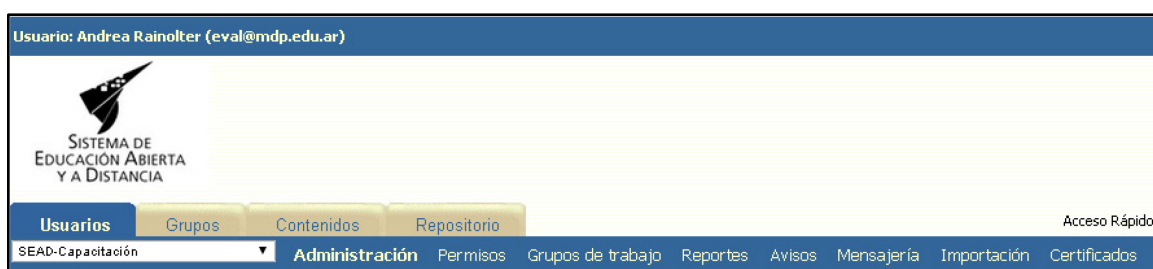 Usuario: Andrea Rainolter (eval@mdp.edu.ar)
SISTEMA DE
EDUCACIÓN ABIERTA
Y A DISTANCIA
Usuarios Grupos Contenidos Repositorio Acceso Rápido
SEAD-Capacitación Administración Permisos Grupos de trabajo Reportes Avisos Mensajería Importación Certificados